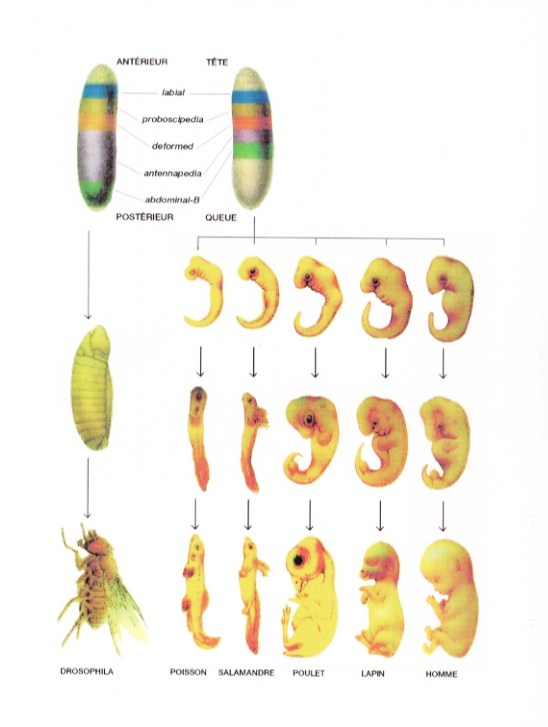 ANTÉRIEUR TÊTE
labial
proboscipedia
deformed
antennapedia
abdominal-B
POSTÉRIEUR QUEUE
DROSOPHILA POISSON SALAMANDRE POULET LAPIN HOMME